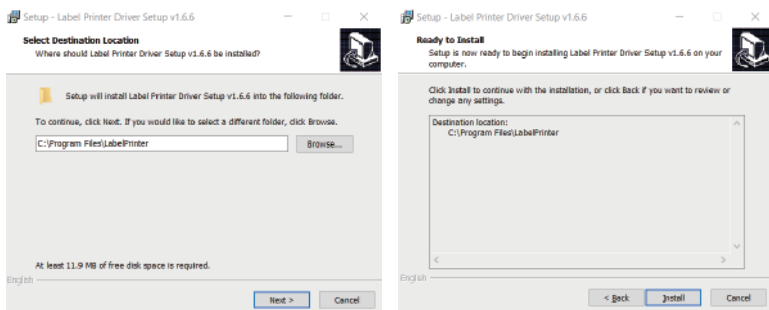 Setup - Label Printer Driver Setup v1.6.6
Select Destination Location
Where should Label Printer Driver Setup v1.6.6 be installed?
Setup will install Label Printer Driver Setup v1.6.6 into the following folder.
To continue, click Next. If you would like to select a different folder, click Browse.
C:\Program Files\LabelPrinter
Browse...
At least 11.9 MB of free disk space is required.
English
Next >
Cancel
Setup - Label Printer Driver Setup v1.6.6
Ready to Install
Setup is now ready to begin installing Label Printer Driver Setup v1.6.6 on your
computer.
Click Install to continue with the installation, or click Back if you want to review or
change any settings.
Destination location:
C:\Program Files\LabelPrinter
English
< Back
Install
Cancel